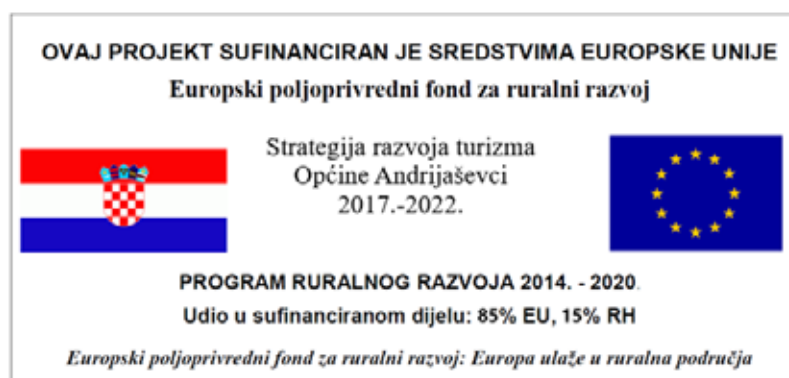 OVAJ PROJEKT SUFINANCIRAN JE SREDSTVIMA EUROPSKE UNIJE
Europski poljoprivredni fond za ruralni razvoj
Strategija razvoja turizma
Općine Andrijaševci
2017.-2022.
PROGRAM RURALNOG RAZVOJA 2014. - 2020.
Udio u sufinanciranom dijelu: 85% EU, 15% RH
Europski poljoprivredni fond za ruralni razvoj: Europa ulaže u ruralna područja